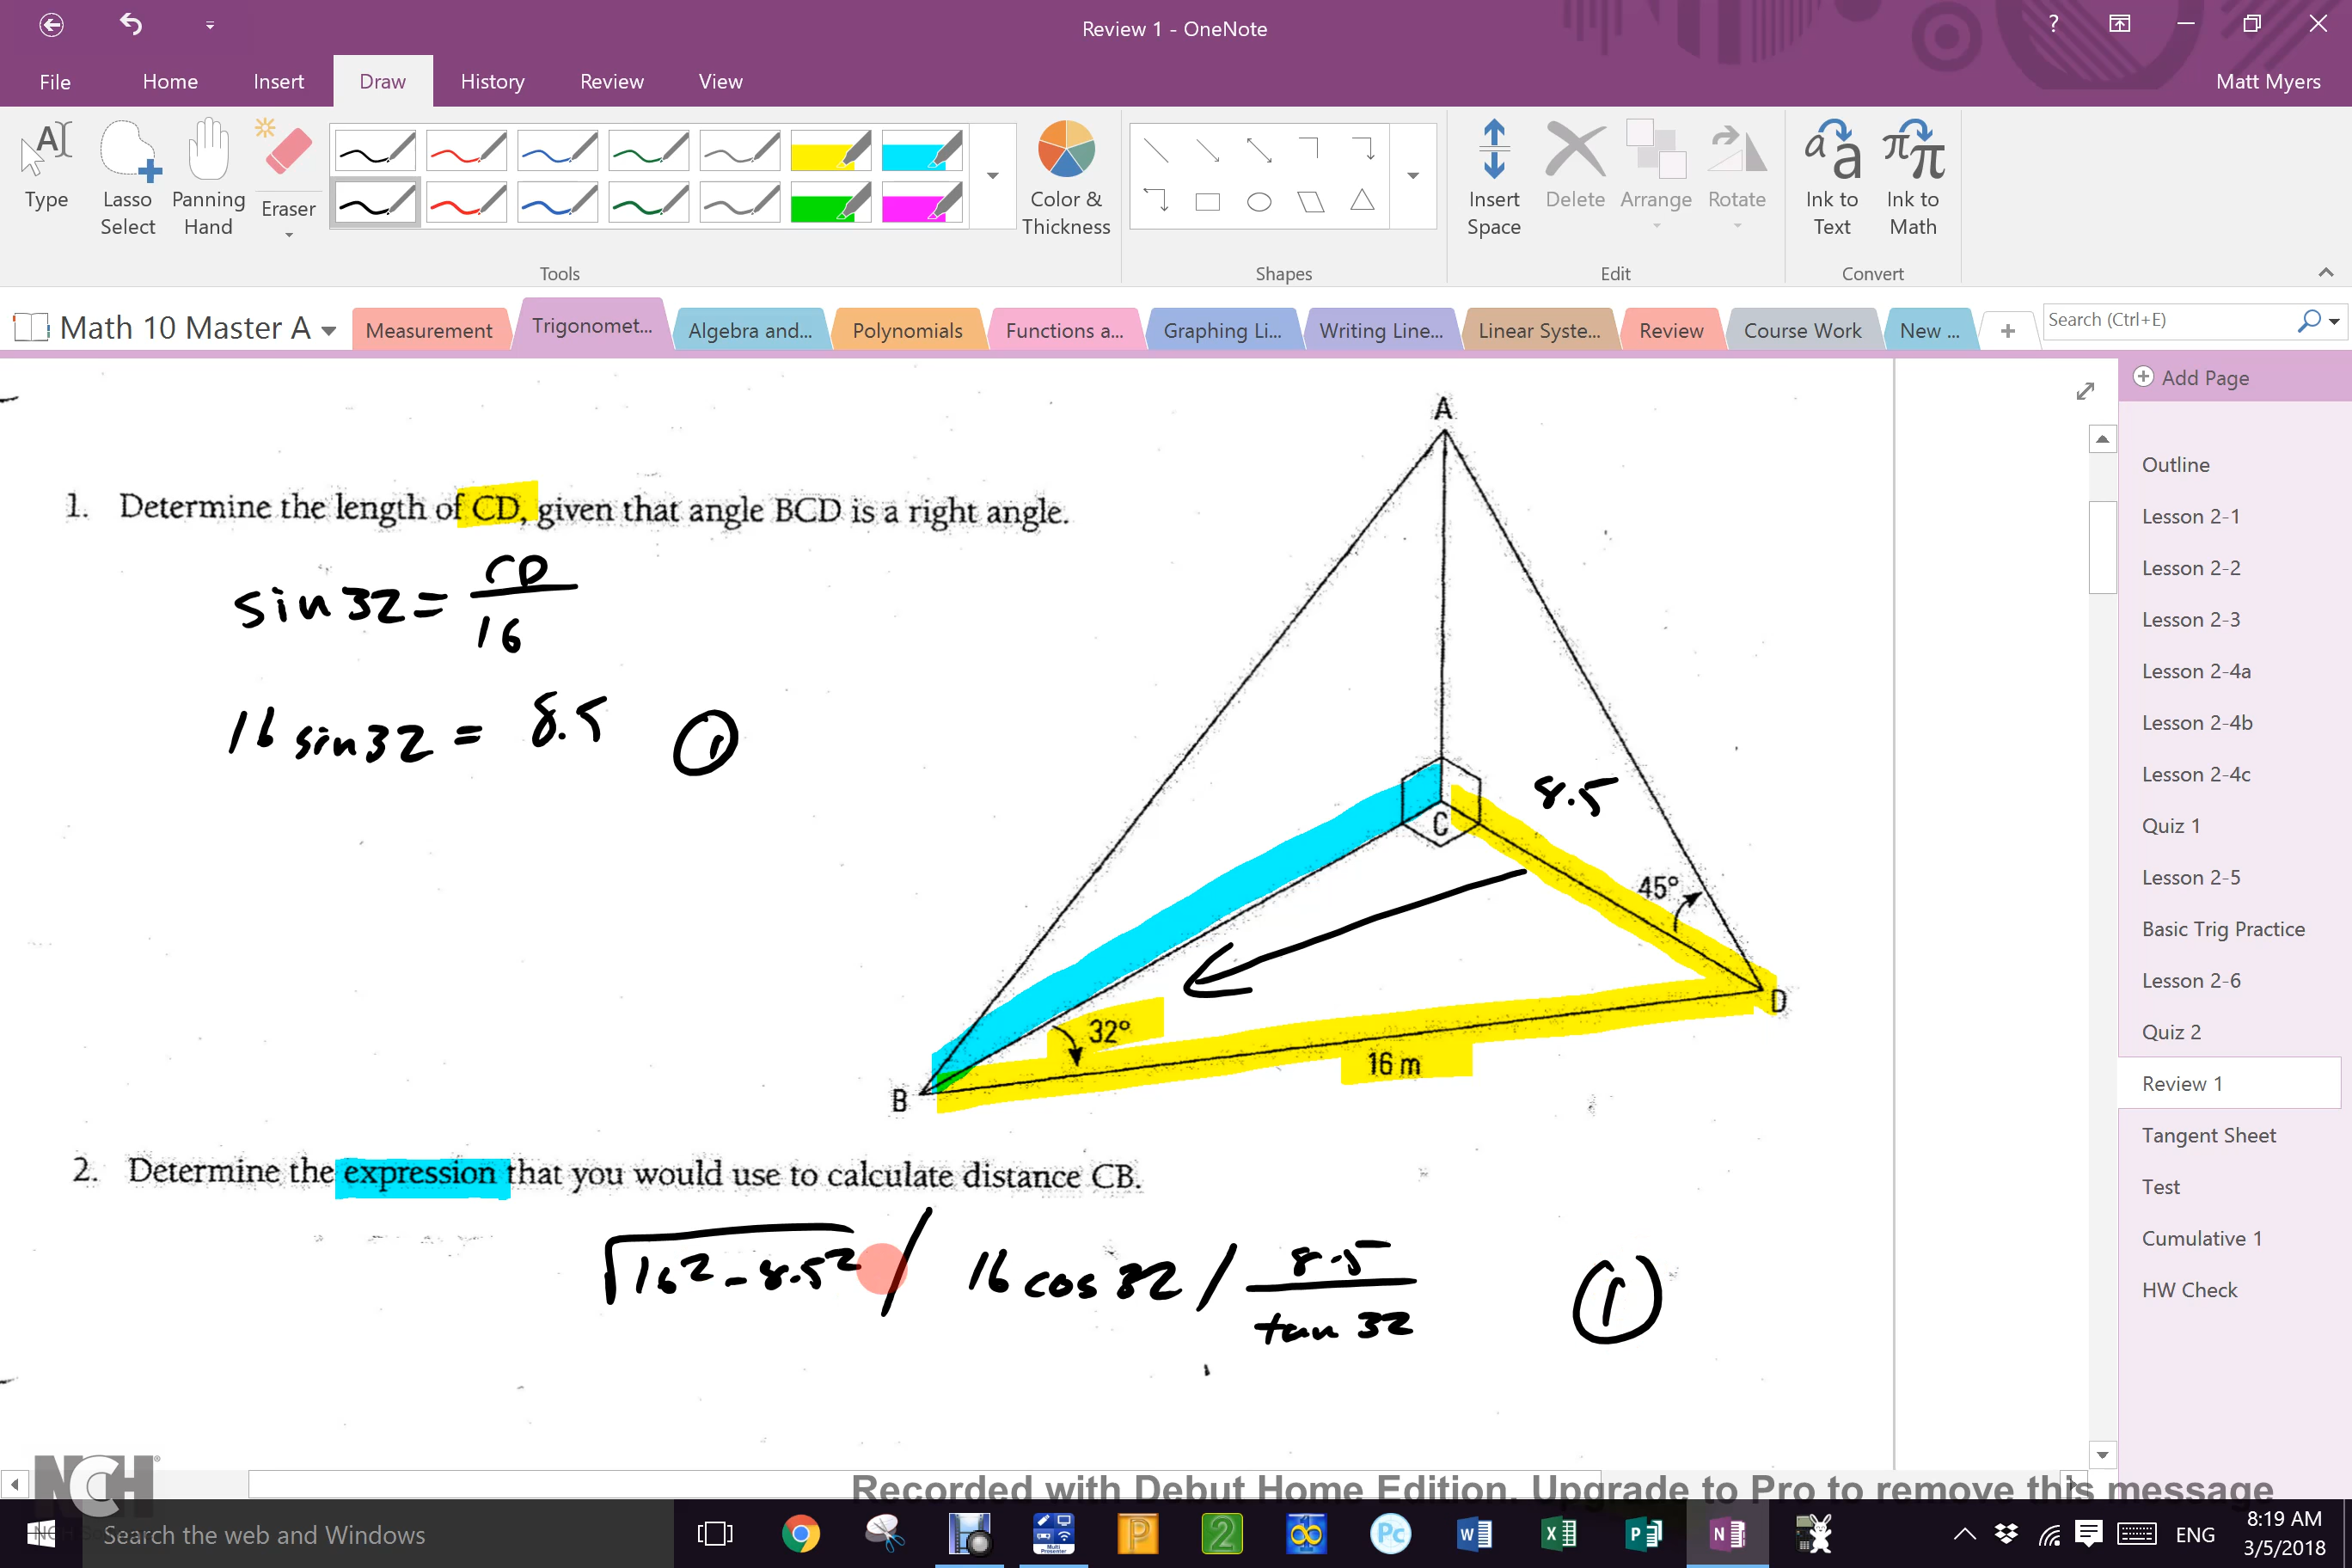 Review 1 - OneNote
?
File Home Insert Draw History Review View Matt Myers
Type
Lasso Select
Panning Hand
Eraser
Color & Thickness
Insert Space
Delete
Arrange
Rotate
Ink to Text
Ink to Math
Tools Shapes Edit Convert
Math 10 Master A Measurement Trigonomet... Algebra and... Polynomials Functions a... Graphing Li... Writing Line... Linear Syste... Review Course Work New ... + Search (Ctrl+E)
Add Page
Outline
Lesson 2-1
Lesson 2-2
Lesson 2-3
Lesson 2-4a
Lesson 2-4b
Lesson 2-4c
Quiz 1
Lesson 2-5
Basic Trig Practice
Lesson 2-6
Quiz 2
Review 1
Tangent Sheet
Test
Cumulative 1
HW Check
1. Determine the length of CD, given that angle BCD is a right angle.
sin 32 = CD / 16
16 sin 32 = 8.5 ①
A
8.5
C
45°
D
32°
16 m
B
2. Determine the expression that you would use to calculate distance CB.
√16² - 8.5² / 16 cos 32 / 8.5 / tan 32 ①
NCH
Recorded with Debut Home Edition. Upgrade to Pro to remove this message
Search the web and Windows
ENG
8:19 AM
3/5/2018